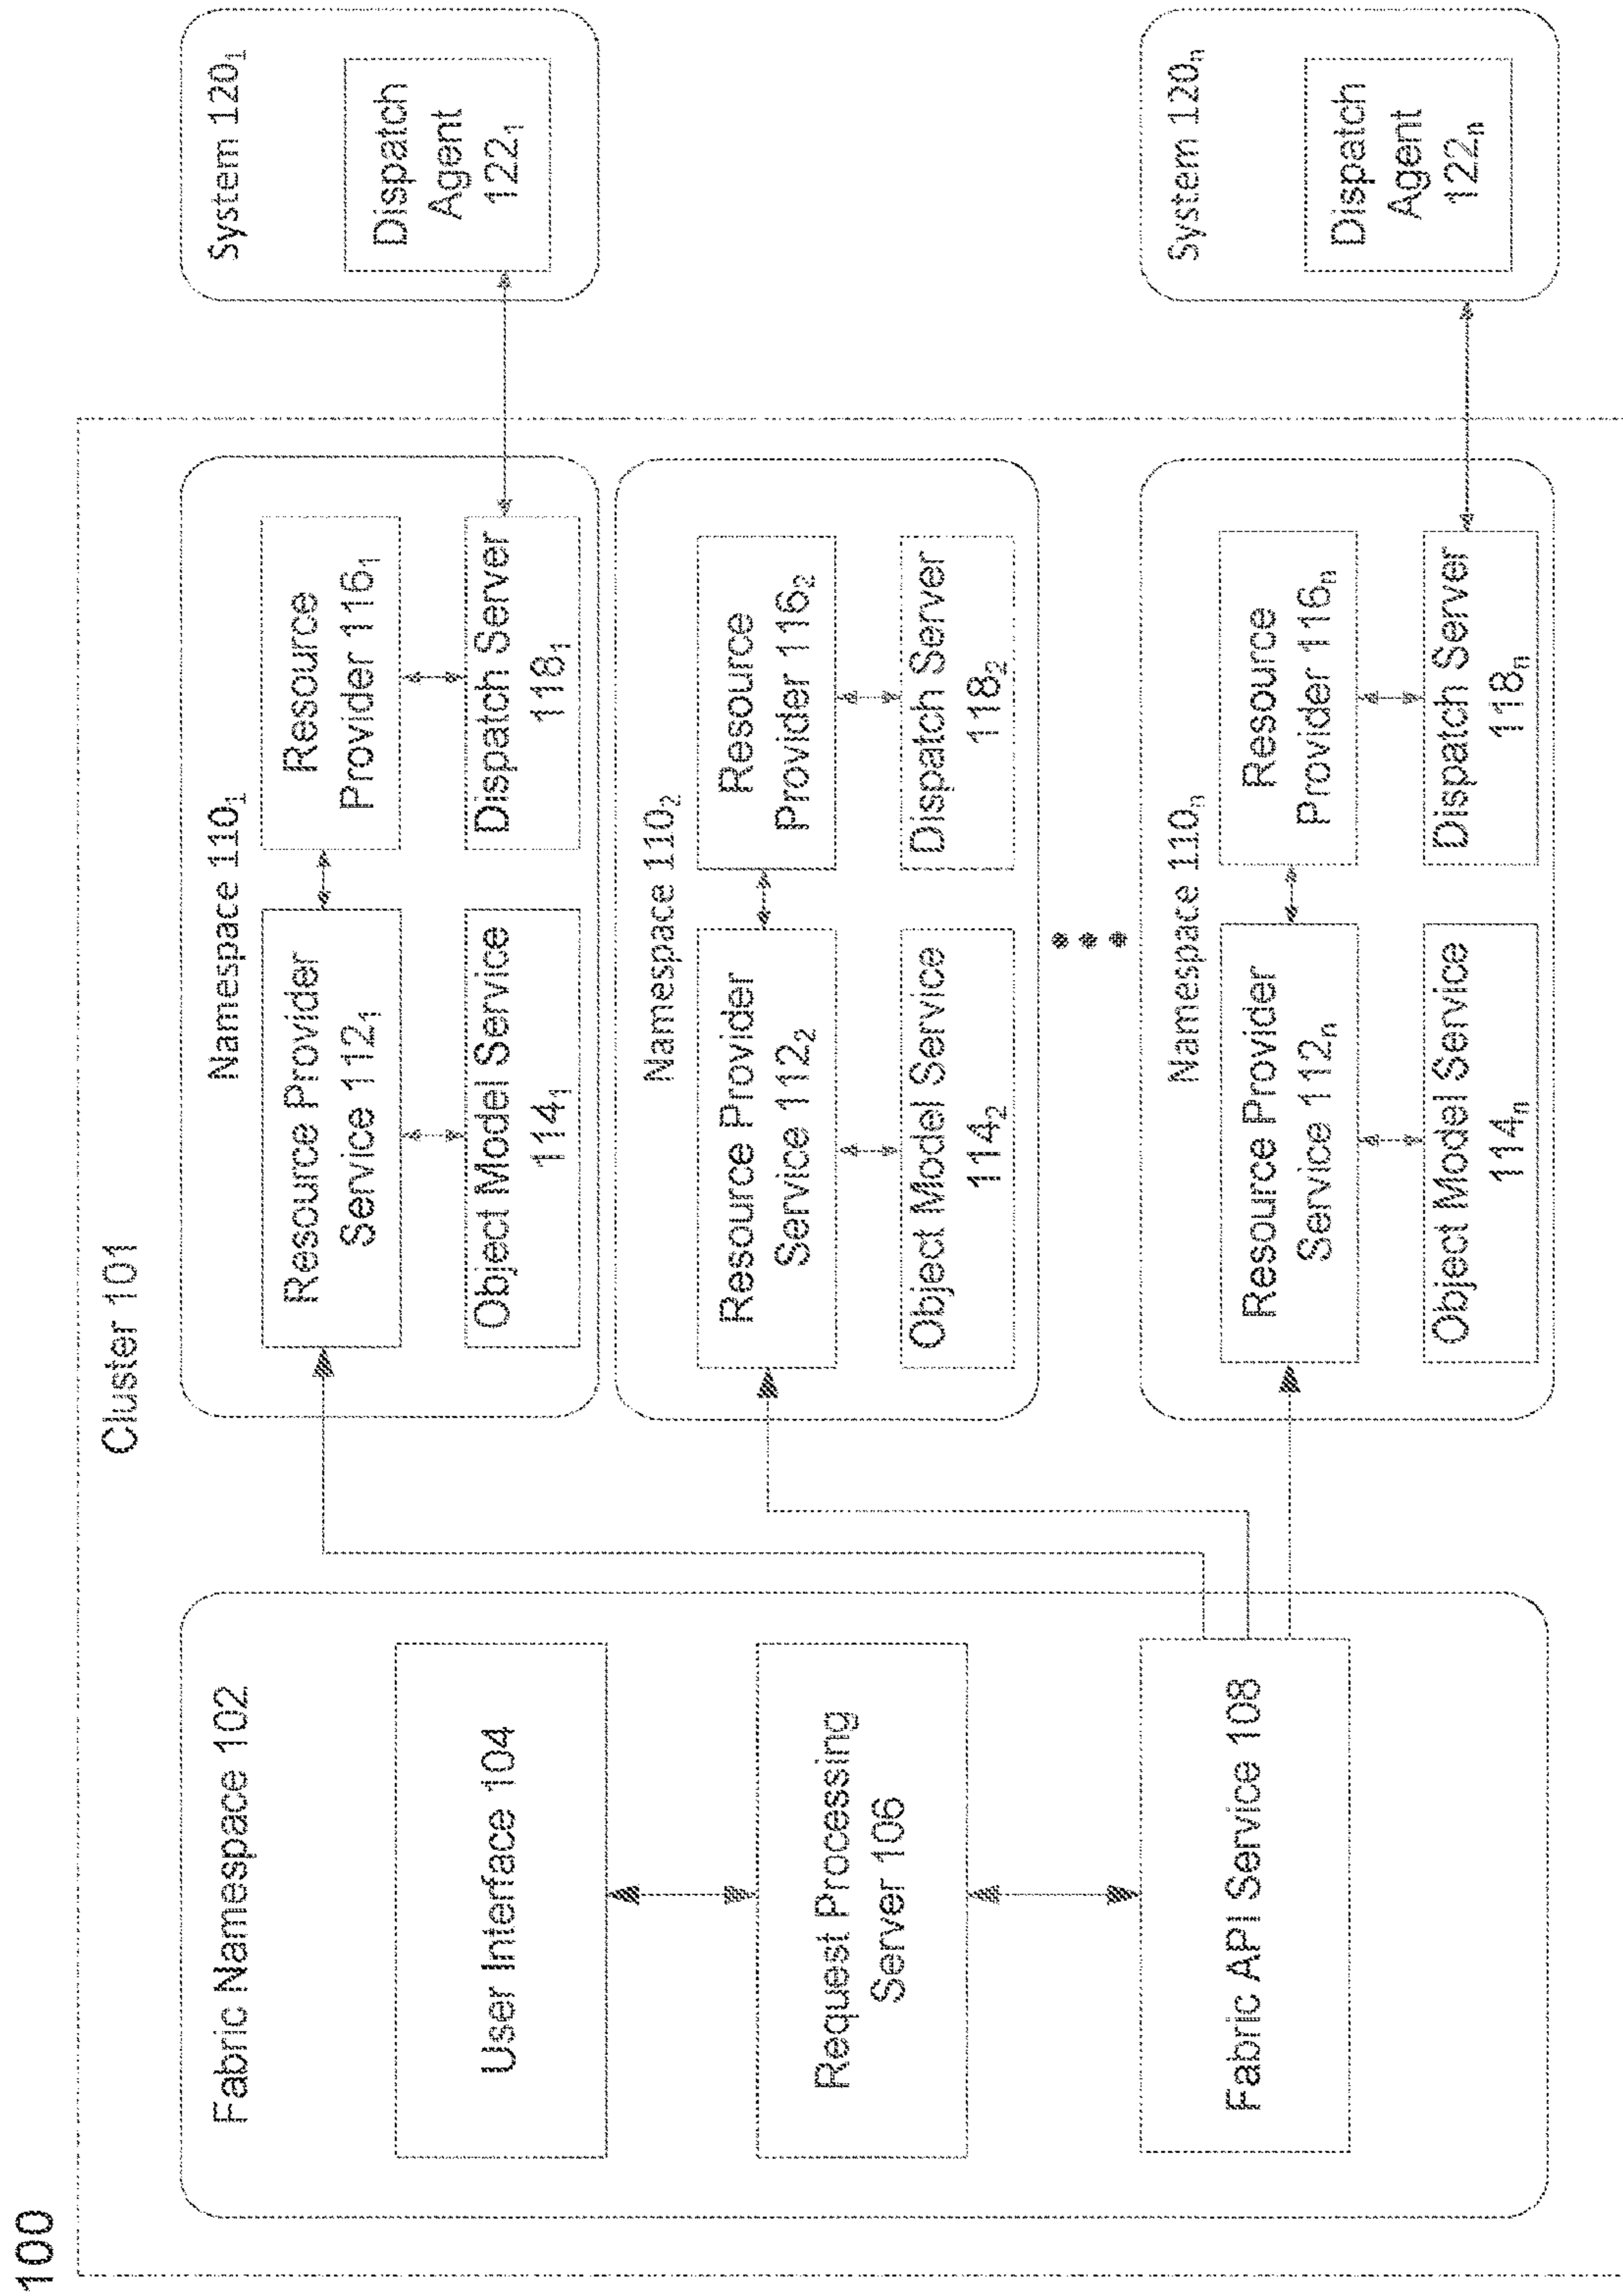 100
Cluster 101
Fabric Namespace 102
User Interface 104
Request Processing
Server 106
Fabric API Service 108
Namespace 110₁
Resource Provider
Service 112₁
Resource
Provider 116₁
Object Model Service
114₁
Dispatch Server
118₁
Namespace 110₂
Resource Provider
Service 112₂
Resource
Provider 116₂
Object Model Service
114₂
Dispatch Server
118₂
Namespace 110ₙ
Resource Provider
Service 112ₙ
Resource
Provider 116ₙ
Object Model Service
114ₙ
Dispatch Server
118ₙ
System 120₁
Dispatch
Agent
122₁
System 120ₙ
Dispatch
Agent
122ₙ